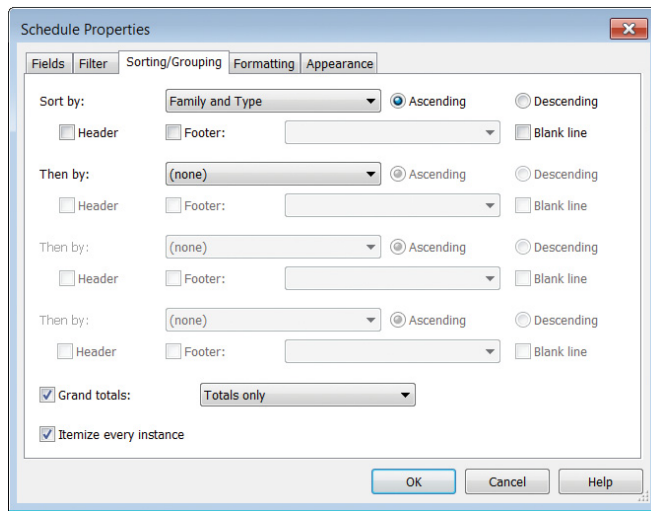 Schedule Properties
Fields Filter Sorting/Grouping Formatting Appearance
Sort by: Family and Type Ascending Descending
Header Footer: Blank line
Then by: (none) Ascending Descending
Header Footer: Blank line
Then by: (none) Ascending Descending
Header Footer: Blank line
Then by: (none) Ascending Descending
Header Footer: Blank line
Grand totals: Totals only
Itemize every instance
OK Cancel Help